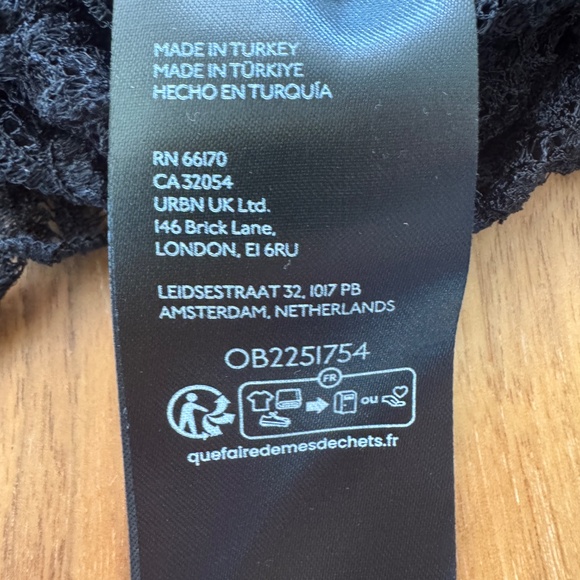 MADE IN TURKEY
MADE IN TÜRKIYE
HECHO EN TURQUÍA
RN 66170
CA 32054
URBN UK Ltd.
146 Brick Lane,
LONDON, E1 6RU
LEIDSESTRAAT 32, 1017 PB
AMSTERDAM, NETHERLANDS
OB2251754
FR
ou
quefairedemesdechets.fr